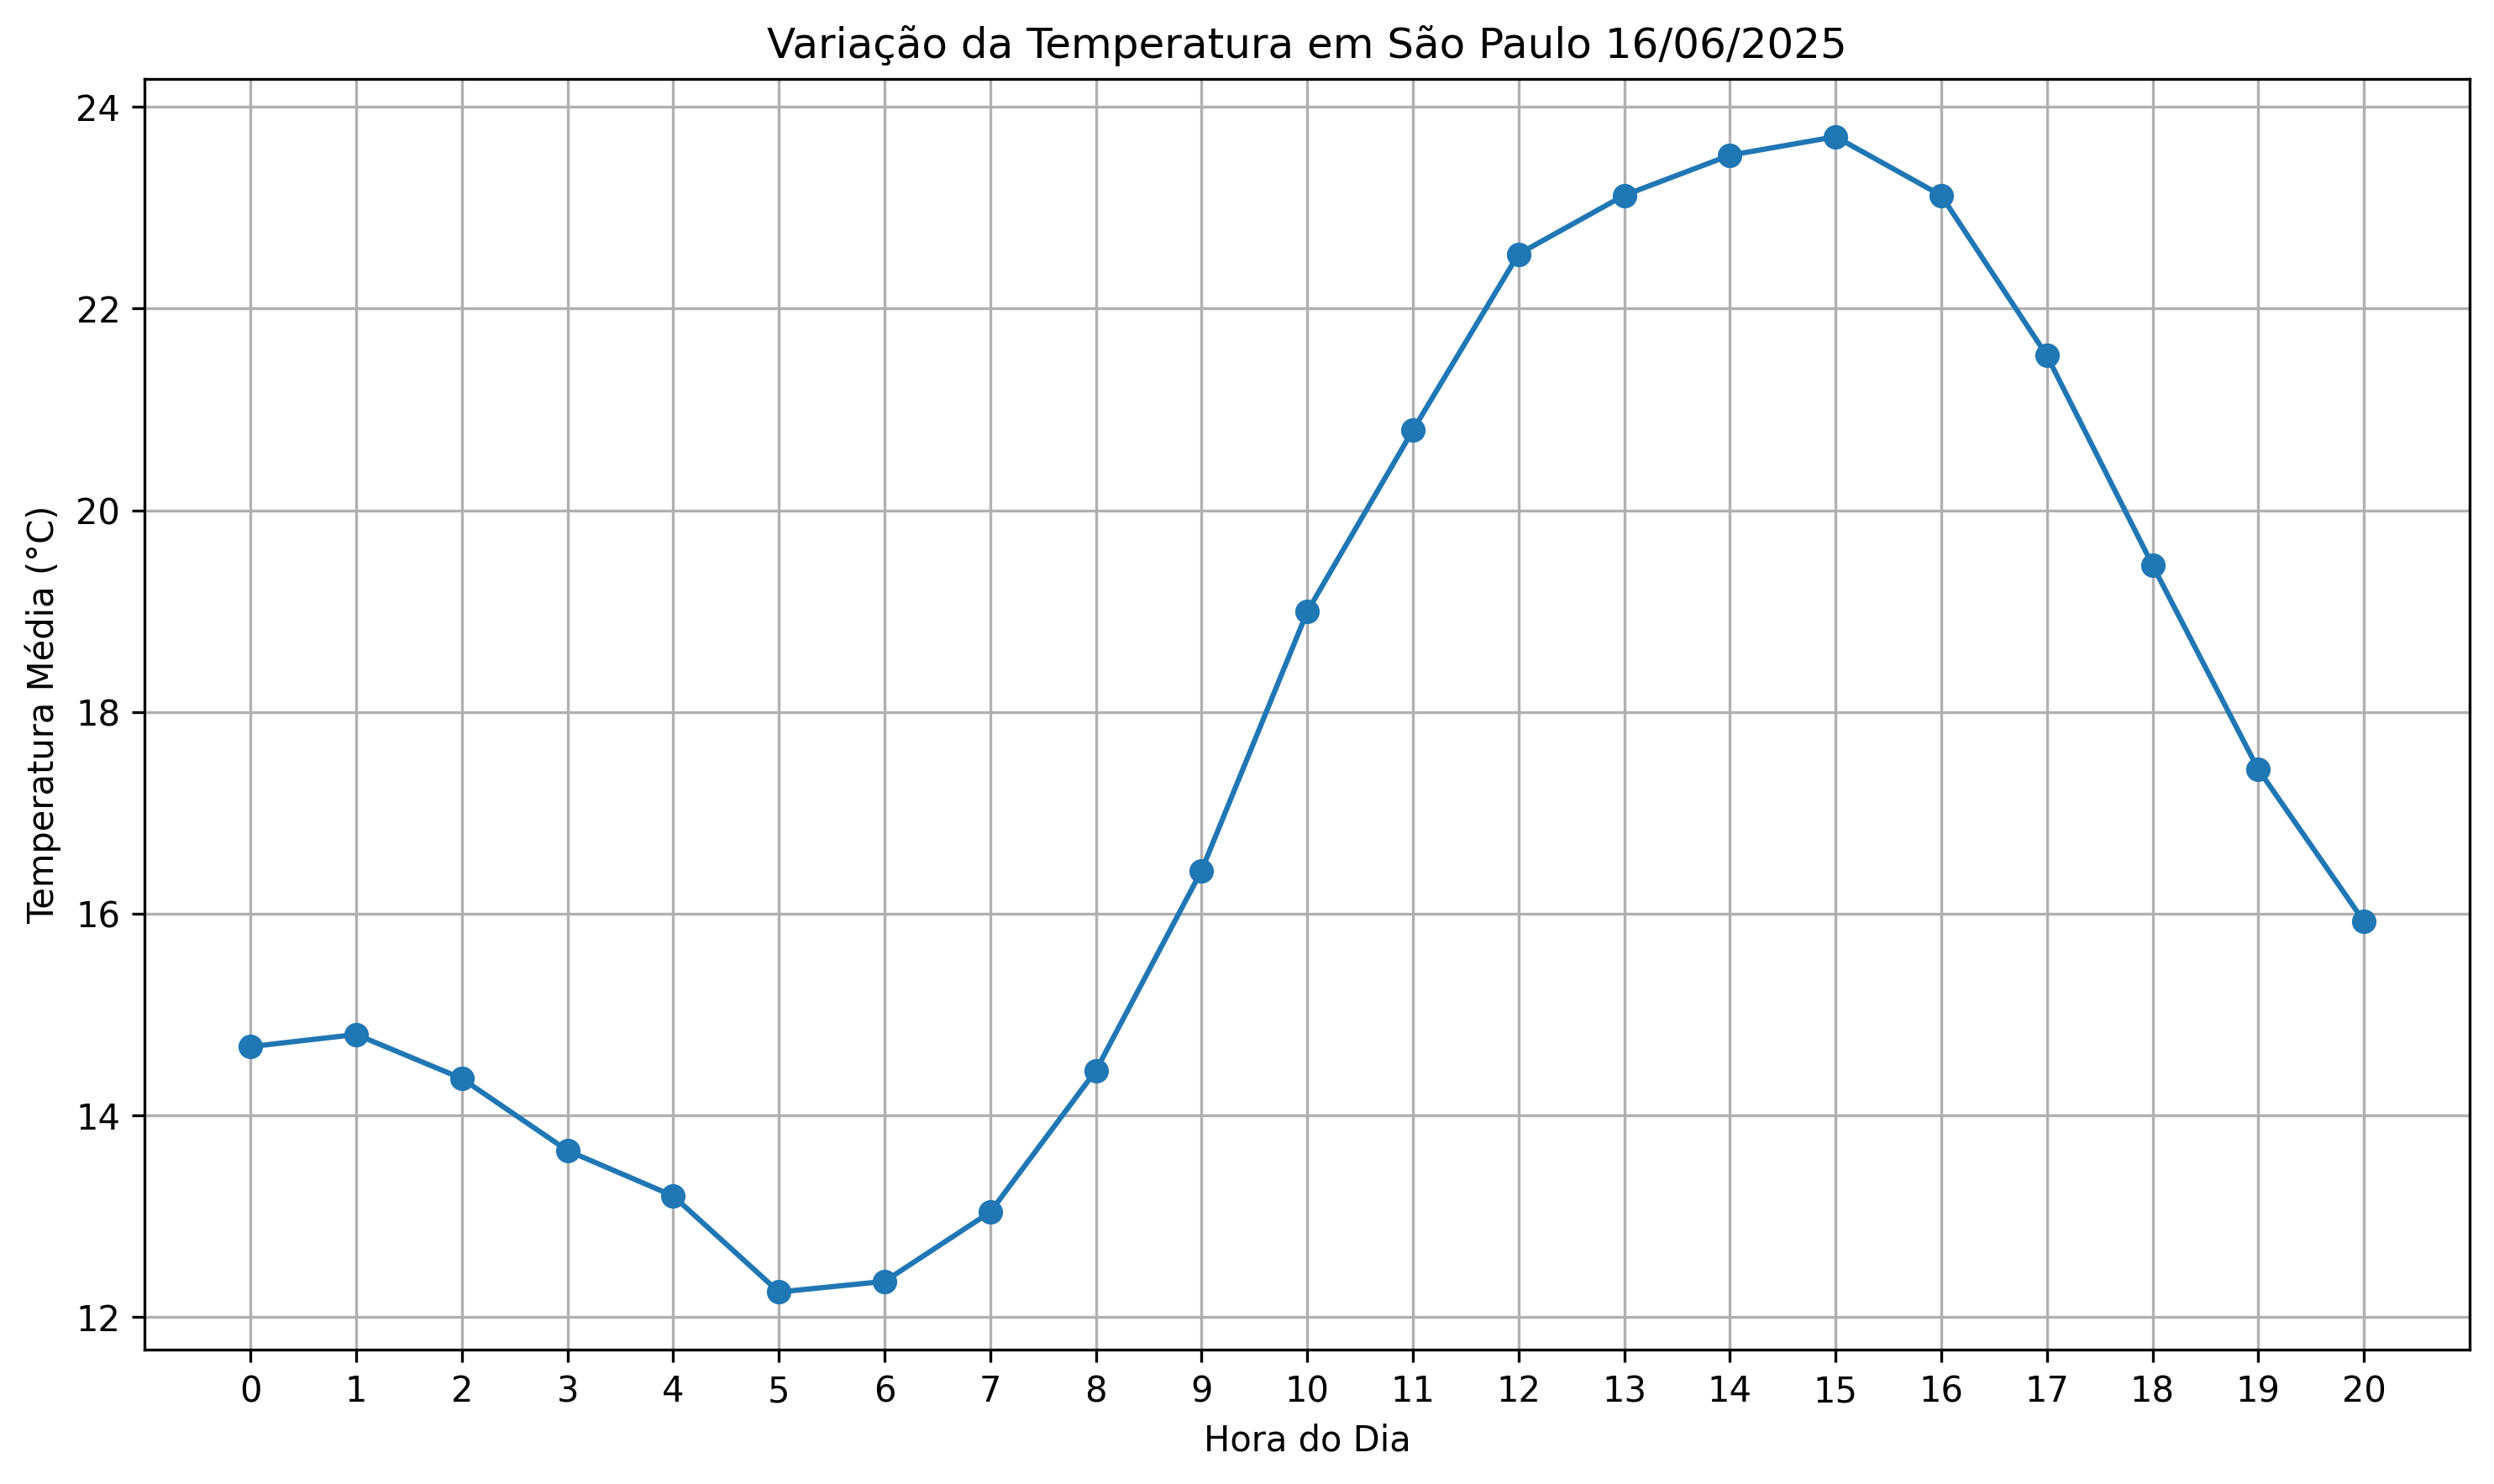 Variação da Temperatura em São Paulo 16/06/2025
Temperatura Média (°C)
24
22
20
18
16
14
12
0 1 2 3 4 5 6 7 8 9 10 11 12 13 14 15 16 17 18 19 20
Hora do Dia